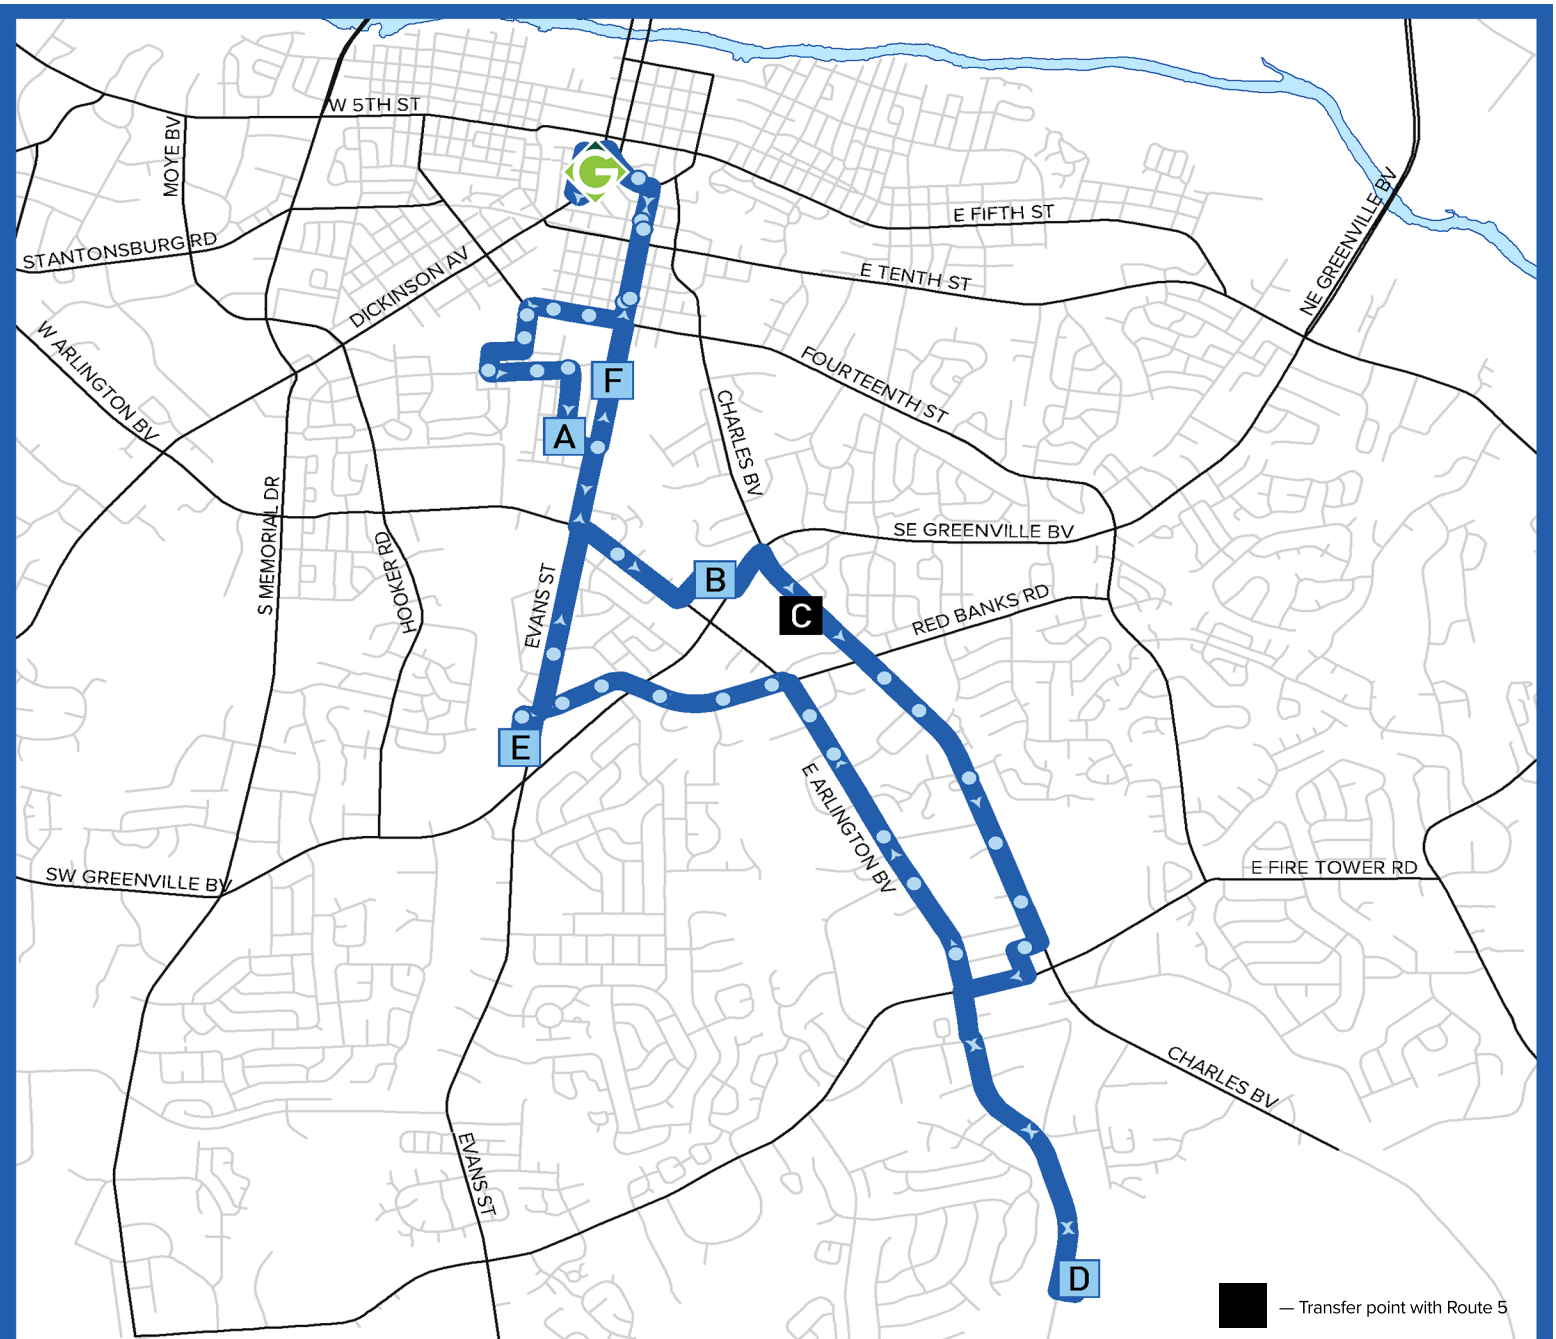 W 5TH ST
MOYE BV
G
E FIFTH ST
NE GREENVILLE BV
STANTONSBURG RD
DICKINSON AV
E TENTH ST
W ARLINGTON BV
FOURTEENTH ST
F
A
CHARLES BV
S MEMORIAL DR
HOOKER RD
SE GREENVILLE BV
EVANS ST
B
C
RED BANKS RD
E
E ARLINGTON BV
SW GREENVILLE BV
E FIRE TOWER RD
CHARLES BV
EVANS ST
D
— Transfer point with Route 5